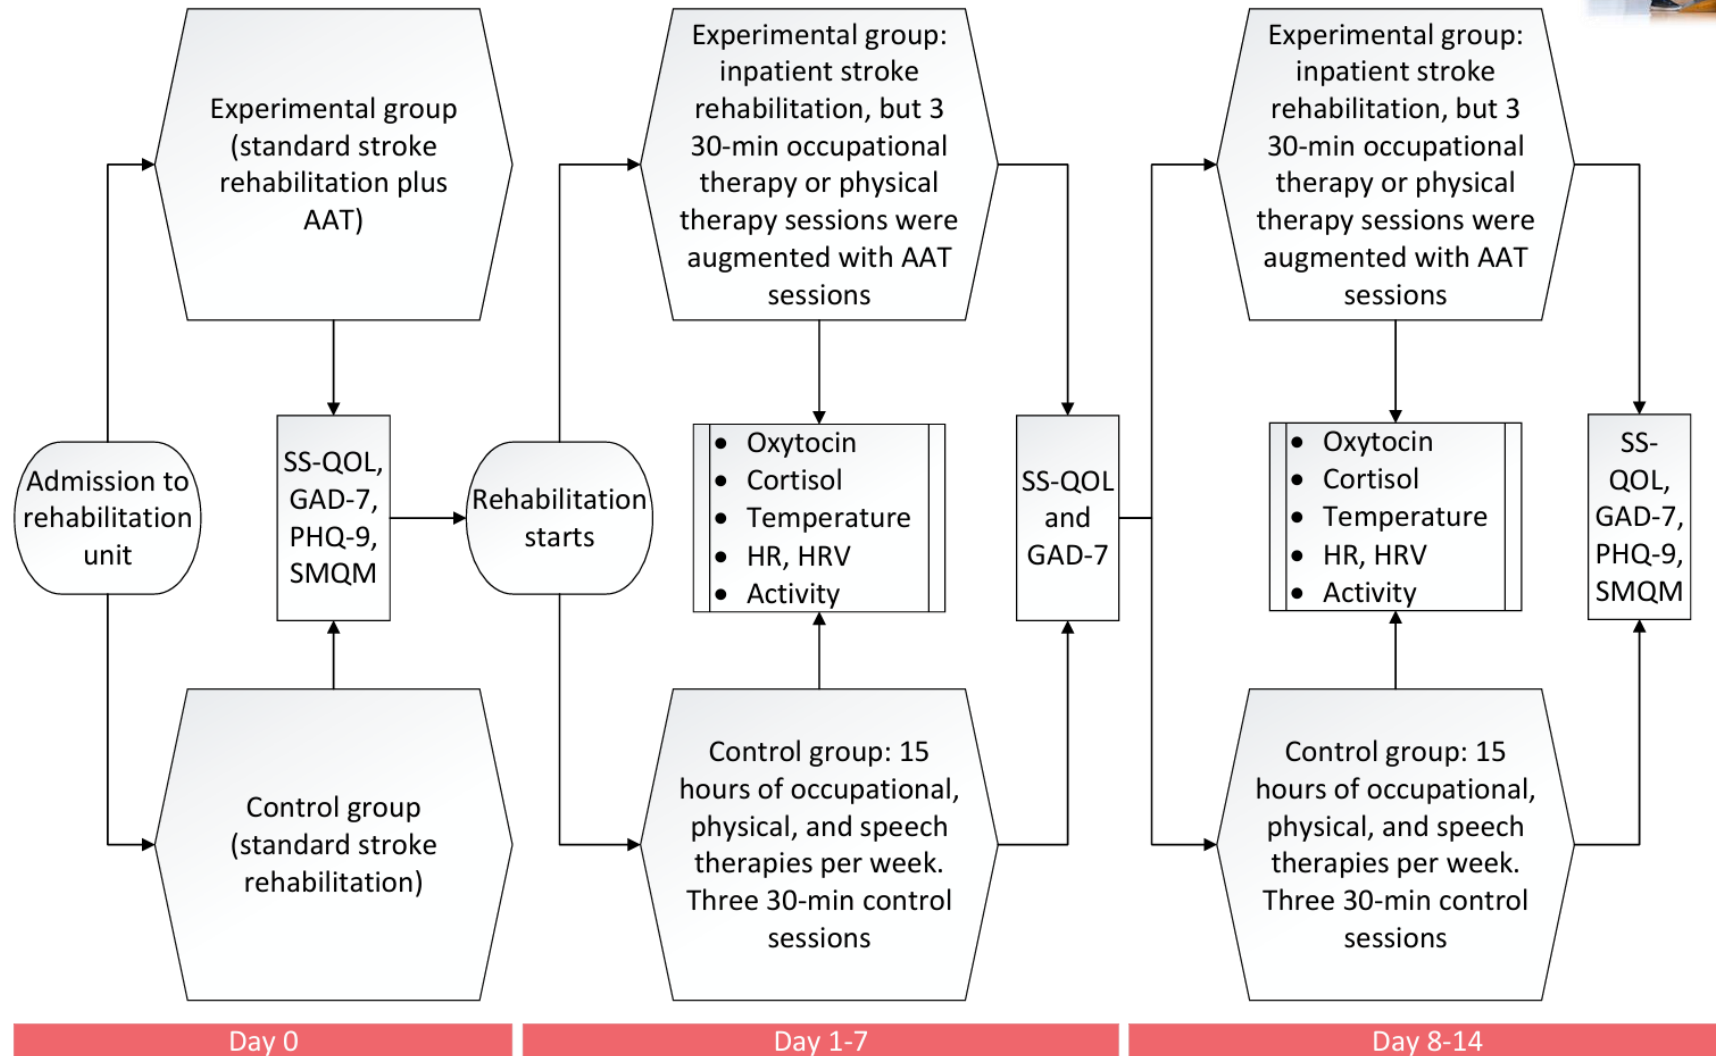 Experimental group
(standard stroke
rehabilitation plus
AAT)
Admission to
rehabilitation
unit
SS-QOL,
GAD-7,
PHQ-9,
SMQM
Control group
(standard stroke
rehabilitation)
Rehabilitation
starts
Experimental group:
inpatient stroke
rehabilitation, but 3
30-min occupational
therapy or physical
therapy sessions were
augmented with AAT
sessions
• Oxytocin
• Cortisol
• Temperature
• HR, HRV
• Activity
Control group: 15
hours of occupational,
physical, and speech
therapies per week.
Three 30-min control
sessions
SS-QOL
and
GAD-7
Experimental group:
inpatient stroke
rehabilitation, but 3
30-min occupational
therapy or physical
therapy sessions were
augmented with AAT
sessions
• Oxytocin
• Cortisol
• Temperature
• HR, HRV
• Activity
Control group: 15
hours of occupational,
physical, and speech
therapies per week.
Three 30-min control
sessions
SS-
QOL,
GAD-7,
PHQ-9,
SMQM
Day 0
Day 1-7
Day 8-14